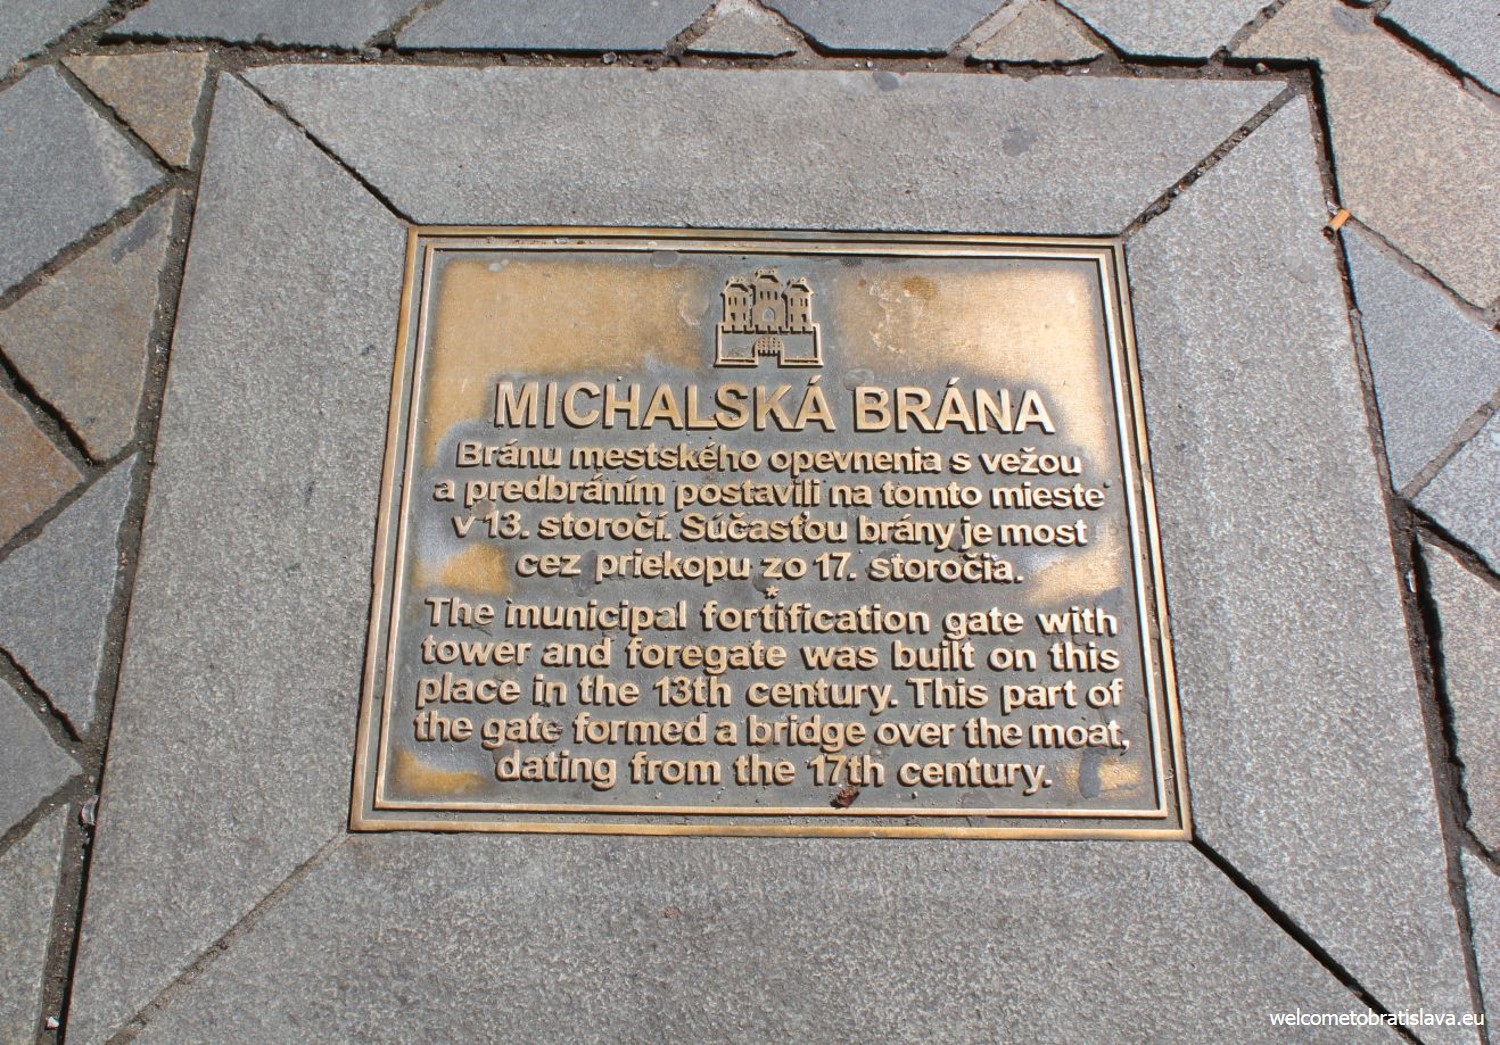 MICHALSKÁ BRÁNA
Bránu mestského opevnenia s vežou
a predbráním postavili na tomto mieste
v 13. storočí. Súčasťou brány je most
cez priekopu zo 17. storočia.
*
The municipal fortification gate with
tower and foregate was built on this
place in the 13th century. This part of
the gate formed a bridge over the moat,
dating from the 17th century.
welcometobratislava.eu